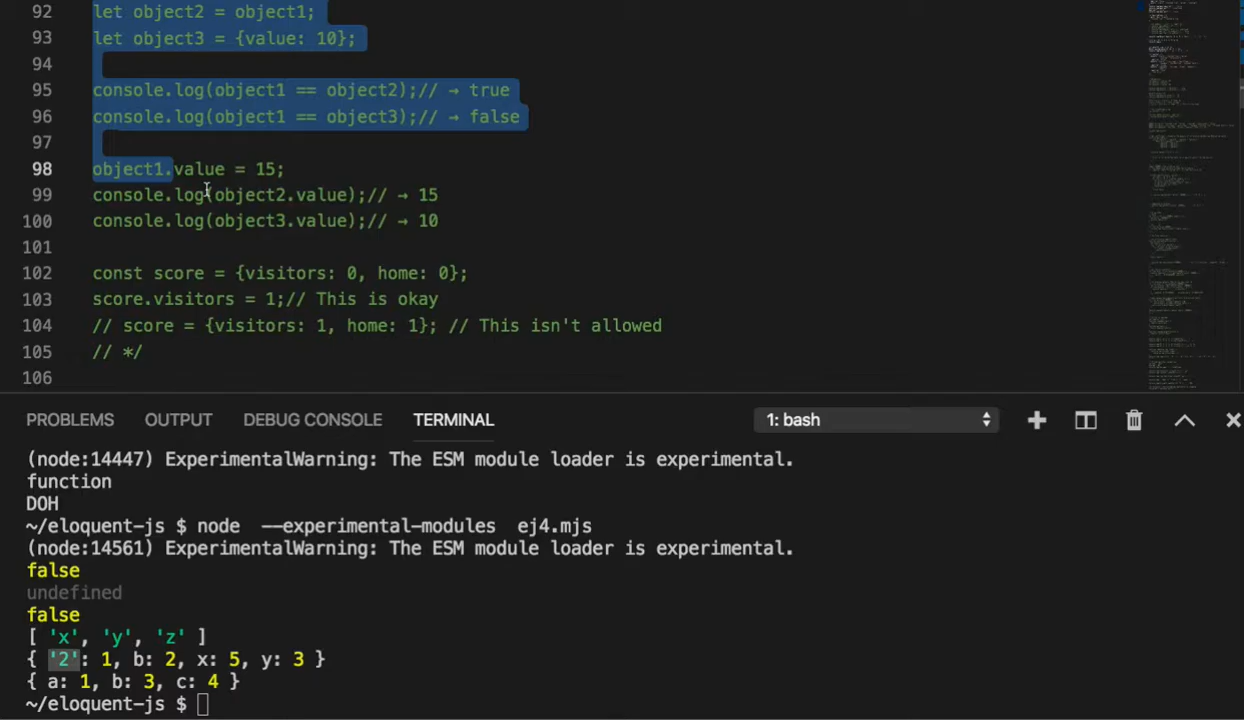 92 let object2 = object1;
93 let object3 = {value: 10};
94
95 console.log(object1 == object2);// → true
96 console.log(object1 == object3);// → false
97
98 object1.value = 15;
99 console.log(object2.value);// → 15
100 console.log(object3.value);// → 10
101
102 const score = {visitors: 0, home: 0};
103 score.visitors = 1;// This is okay
104 // score = {visitors: 1, home: 1}; // This isn't allowed
105 // */
106
PROBLEMS OUTPUT DEBUG CONSOLE TERMINAL 1: bash
(node:14447) ExperimentalWarning: The ESM module loader is experimental.
function
DOH
~/eloquent-js $ node  --experimental-modules  ej4.mjs
(node:14561) ExperimentalWarning: The ESM module loader is experimental.
false
undefined
false
[ 'x', 'y', 'z' ]
{ '2': 1, b: 2, x: 5, y: 3 }
{ a: 1, b: 3, c: 4 }
~/eloquent-js $